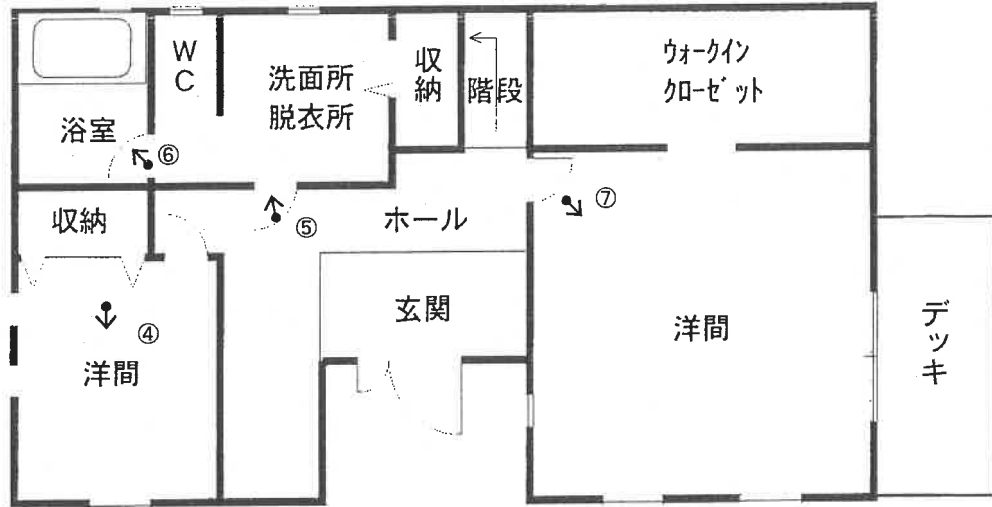 WC
洗面所
脱衣所
収納
階段
ウォークイン
クローゼット
浴室
⑥
収納
⑤
ホール
⑦
④
洋間
玄関
洋間
デッキ